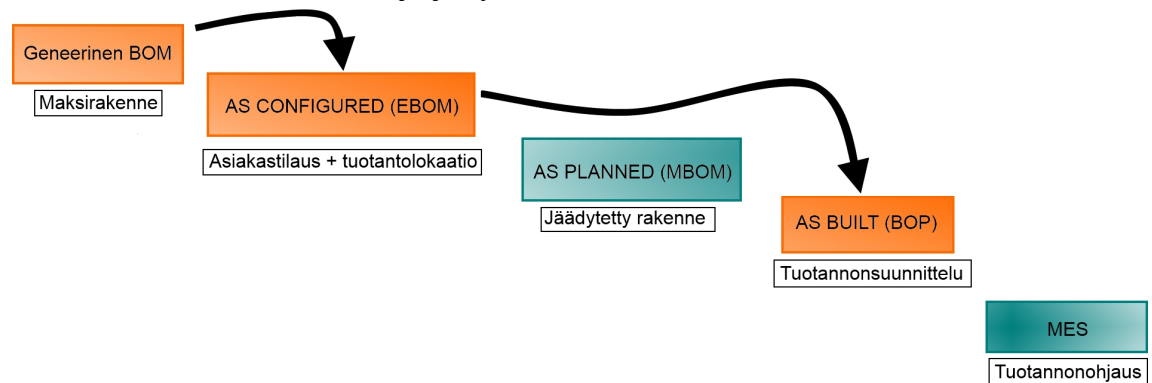 Geneerinen BOM
Maksirakenne
AS CONFIGURED (EBOM)
Asiakastilaus + tuotantolokaatio
AS PLANNED (MBOM)
Jäädytetty rakenne
AS BUILT (BOP)
Tuotannonsuunnittelu
MES
Tuotannonohjaus